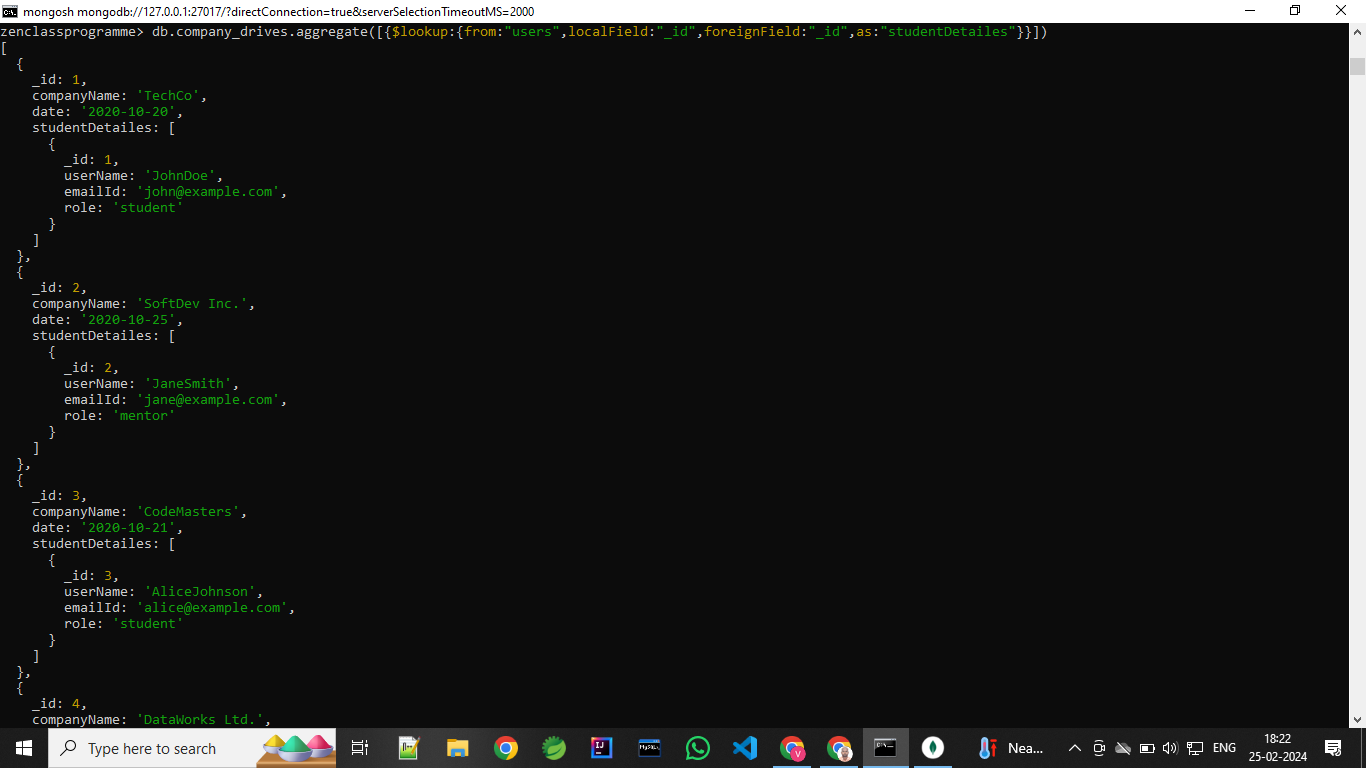 mongosh mongodb://127.0.0.1:27017/?directConnection=true&serverSelectionTimeoutMS=2000
zenclassprogramme> db.company_drives.aggregate([{$lookup:{from:"users",localField:"_id",foreignField:"_id",as:"studentDetailes"}}])
[
  {
    _id: 1,
    companyName: 'TechCo',
    date: '2020-10-20',
    studentDetailes: [
      {
        _id: 1,
        userName: 'JohnDoe',
        emailId: 'john@example.com',
        role: 'student'
      }
    ]
  },
  {
    _id: 2,
    companyName: 'SoftDev Inc.',
    date: '2020-10-25',
    studentDetailes: [
      {
        _id: 2,
        userName: 'JaneSmith',
        emailId: 'jane@example.com',
        role: 'mentor'
      }
    ]
  },
  {
    _id: 3,
    companyName: 'CodeMasters',
    date: '2020-10-21',
    studentDetailes: [
      {
        _id: 3,
        userName: 'AliceJohnson',
        emailId: 'alice@example.com',
        role: 'student'
      }
    ]
  },
  {
    _id: 4,
    companyName: 'DataWorks Ltd.',
Type here to search
Nea...
ENG
18:22
25-02-2024